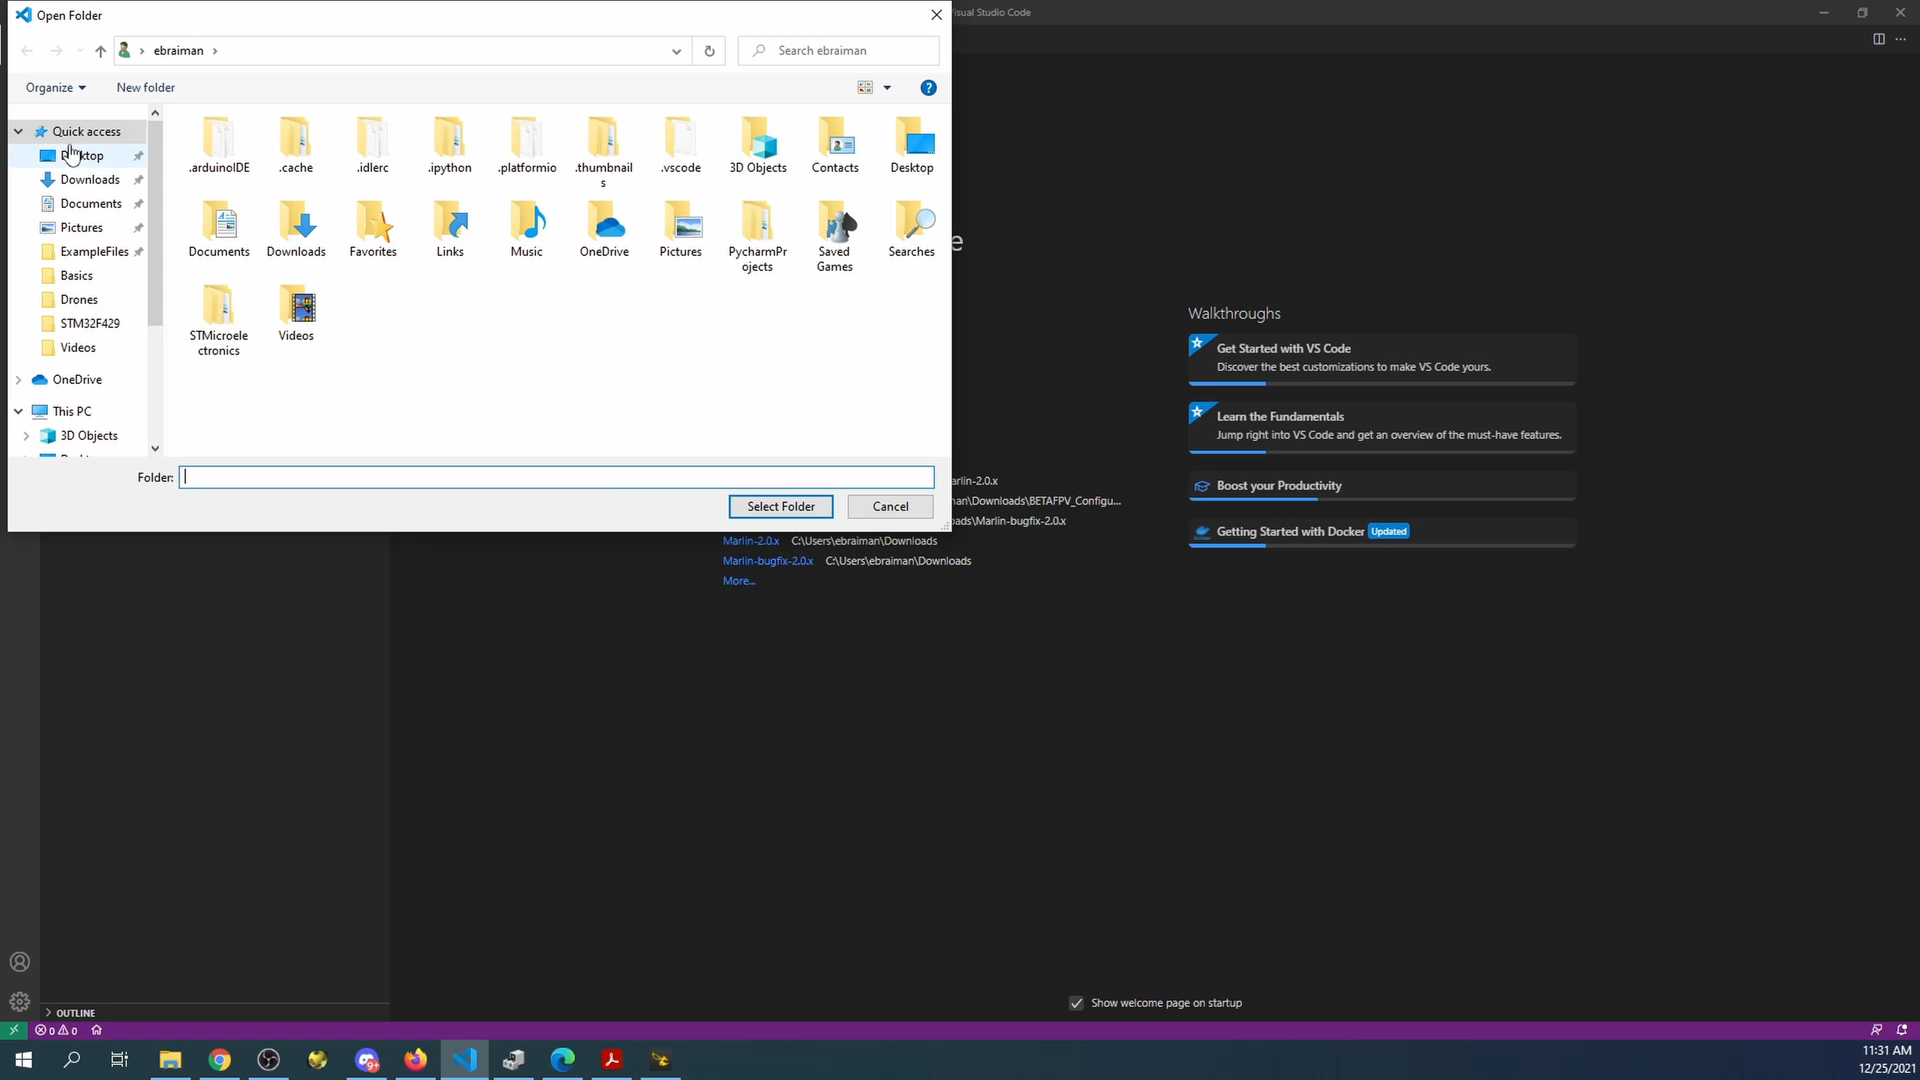 Open Folder
Visual Studio Code
ebraiman
Search ebraiman
Organize
New folder
Quick access
Desktop
Downloads
Documents
Pictures
ExampleFiles
Basics
Drones
STM32F429
Videos
OneDrive
This PC
3D Objects
.arduinoIDE
.cache
.idlerc
.ipython
.platformio
.thumbnail
s
.vscode
3D Objects
Contacts
Desktop
Documents
Downloads
Favorites
Links
Music
OneDrive
Pictures
PycharmPr
ojects
Saved
Games
Searches
STMicroele
ctronics
Videos
Folder:
Select Folder
Cancel
e
Walkthroughs
Get Started with VS Code
Discover the best customizations to make VS Code yours.
Learn the Fundamentals
Jump right into VS Code and get an overview of the must-have features.
Boost your Productivity
Getting Started with Docker Updated
arlin-2.0.x
nan\Downloads\BETAFPV_Configu...
ads\Marlin-bugfix-2.0.x
Marlin-2.0.x C:\Users\ebraiman\Downloads
Marlin-bugfix-2.0.x C:\Users\ebraiman\Downloads
More...
Show welcome page on startup
OUTLINE
0 0
9+
11:31 AM
12/25/2021